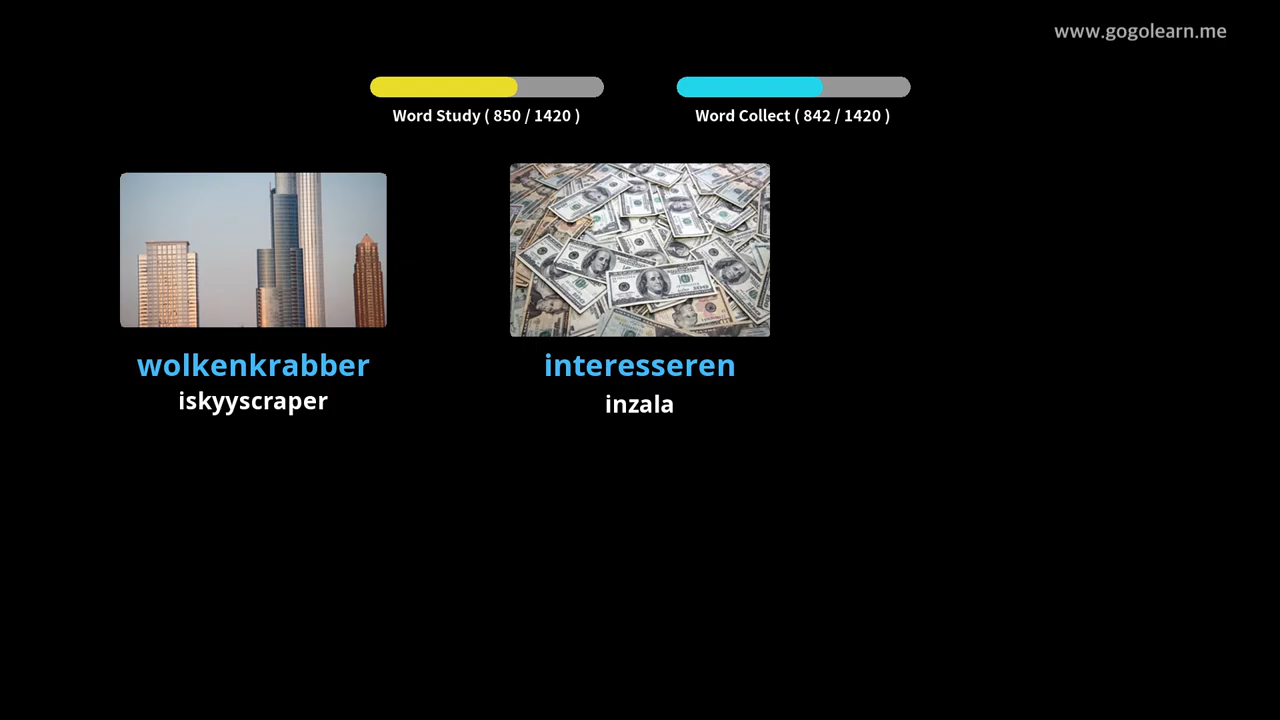 www.gogolearn.me
Word Study ( 850 / 1420 )
Word Collect ( 842 / 1420 )
wolkenkrabber
iskyyscraper
interesseren
inzala